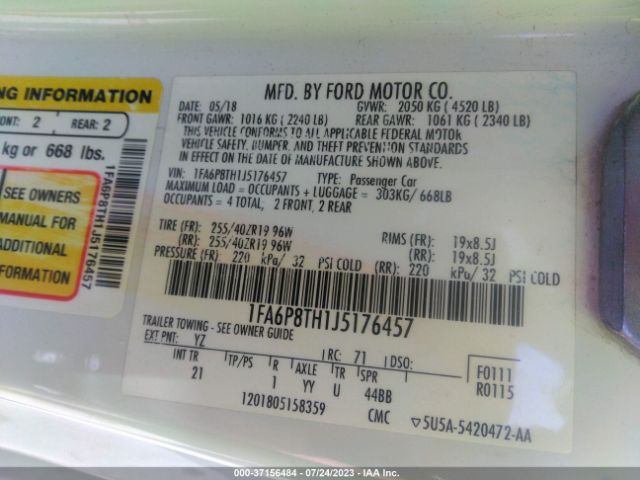 NG INFORMATION
ONT: 2 REAR: 2
kg or 668 lbs.
SEE OWNERS
MANUAL FOR
ADDITIONAL
INFORMATION
1FA6P8TH1J5176457
MFD. BY FORD MOTOR CO.
DATE: 05/18 GVWR: 2050 KG (4520 LB)
FRONT GAWR: 1016 KG (2240 LB) REAR GAWR: 1061 KG (2340 LB)
THIS VEHICLE CONFORMS TO ALL APPLICABLE FEDERAL MOTOR
VEHICLE SAFETY, BUMPER, AND THEFT PREVENTION STANDARDS
IN EFFECT ON THE DATE OF MANUFACTURE SHOWN ABOVE.
VIN: 1FA6P8TH1J5176457 TYPE: Passenger Car
MAXIMUM LOAD = OCCUPANTS + LUGGAGE = 303KG/ 668LB
OCCUPANTS = 4 TOTAL, 2 FRONT, 2 REAR
TIRE (FR): 255/40ZR19 96W RIMS (FR): 19x8.5J
(RR): 255/40ZR19 96W (RR): 19x8.5J
PRESSURE (FR): 220 kPa/ 32 PSI COLD (RR): 220 kPa/ 32 PSI COLD
1FA6P8TH1J5176457
TRAILER TOWING - SEE OWNER GUIDE
EXT PNT: YZ RC: 71 DSO: F0111
INT TR TP/PS R AXLE TR SPR R0115
21 1 YY U 44BB
1201805158359 CMC 5U5A-5420472-AA
000-37156484 - 07/24/2023 - IAA, Inc.